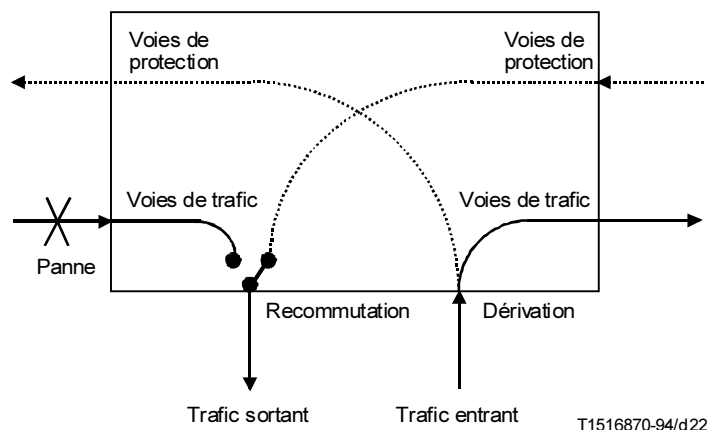 Voies de
protection
Voies de
protection
Voies de trafic
Voies de trafic
Panne
Recommutation
Dérivation
Trafic sortant
Trafic entrant
T1516870-94/d22